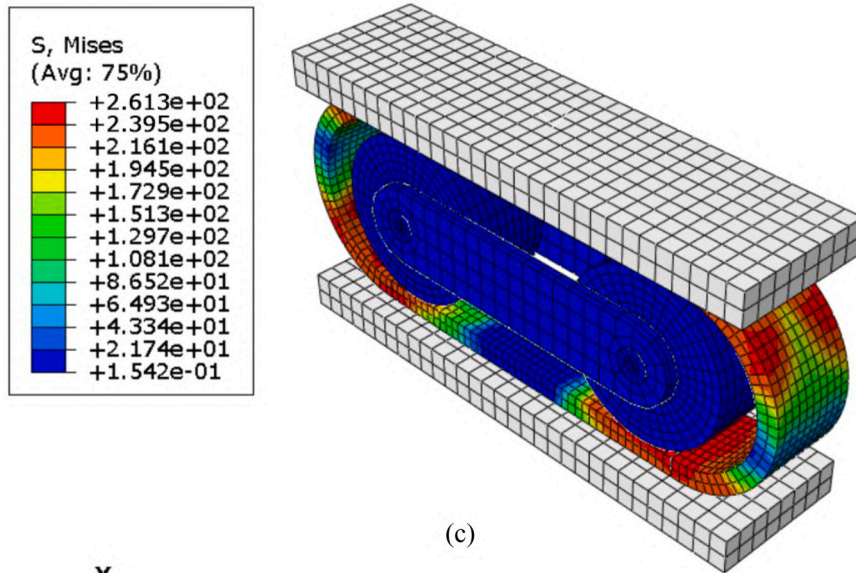 S, Mises
(Avg: 75%)
+2.613e+02
+2.395e+02
+2.161e+02
+1.945e+02
+1.729e+02
+1.513e+02
+1.297e+02
+1.081e+02
+8.652e+01
+6.493e+01
+4.334e+01
+2.174e+01
+1.542e-01
(c)